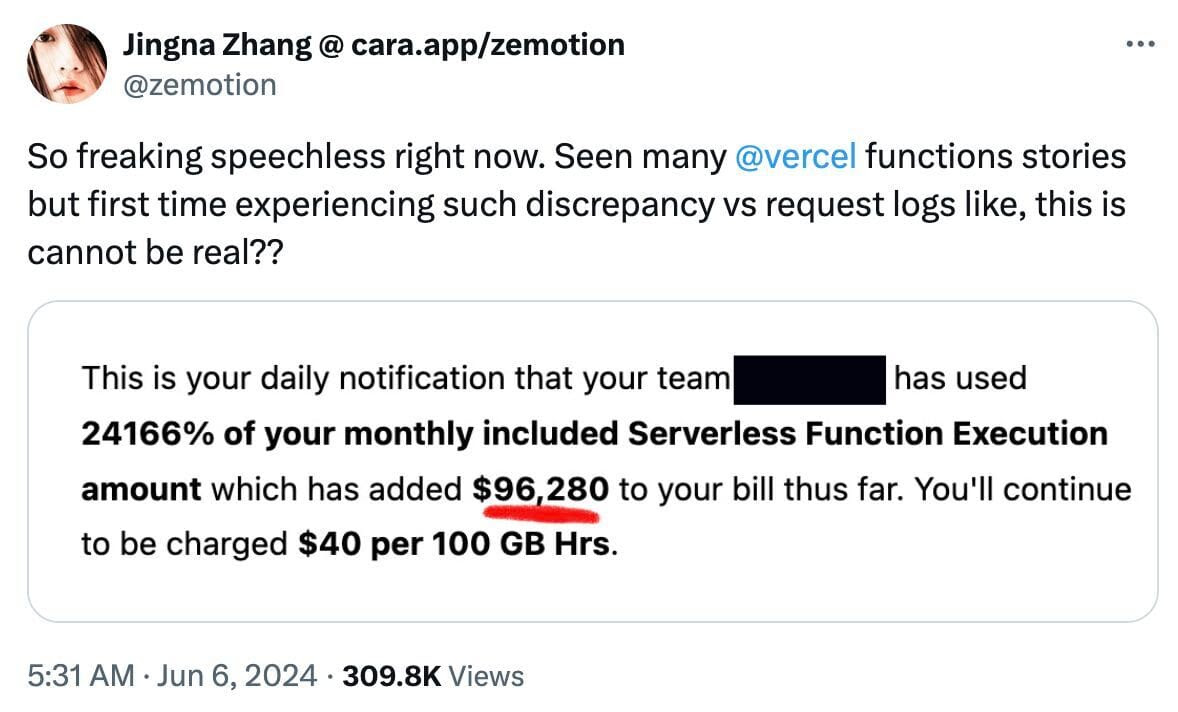 Jingna Zhang @ cara.app/zemotion
@zemotion
So freaking speechless right now. Seen many @vercel functions stories
but first time experiencing such discrepancy vs request logs like, this is
cannot be real??
This is your daily notification that your team has used
24166% of your monthly included Serverless Function Execution
amount which has added $96,280 to your bill thus far. You'll continue
to be charged $40 per 100 GB Hrs.
5:31 AM · Jun 6, 2024 · 309.8K Views